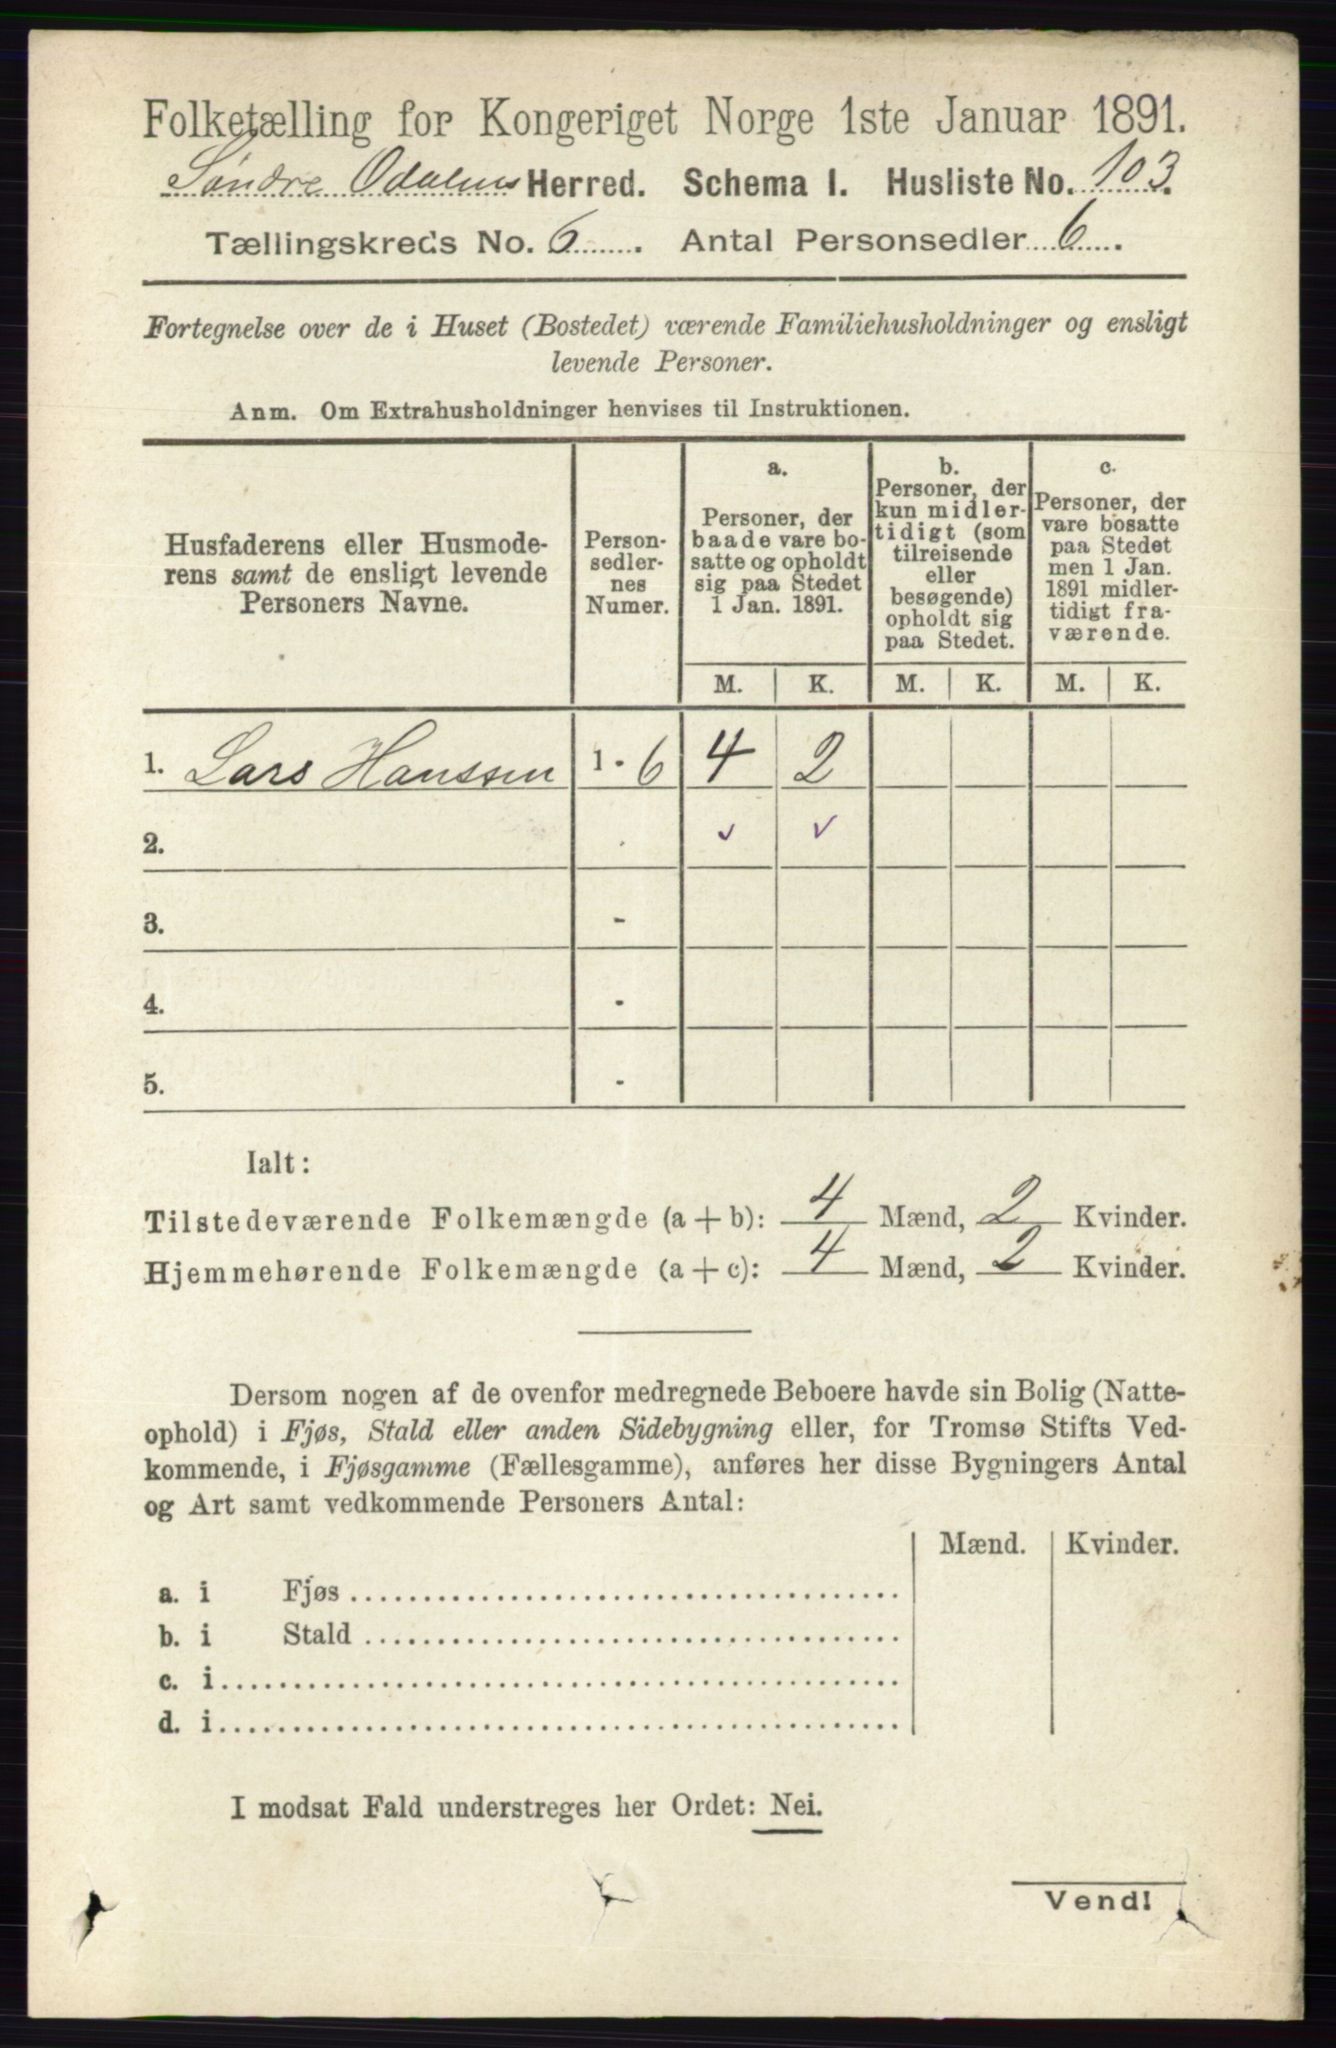 Folketælling for Kongeriget Norge 1ste Januar 1891.
Søndre Odalens Herred. Schema I. Husliste No. 103.
Tællingskreds No. 6. Antal Personsedler 6.
Fortegnelse over de i Huset (Bostedet) værende Familiehusholdninger og ensligt
levende Personer.
Anm. Om Extrahusholdninger henvises til Instruktionen.
Husfaderens eller Husmode-
rens samt de ensligt levende
Personers Navne.
Person-
sedler-
nes
Numer.
a.
Personer, der
baade vare bo-
satte og opholdt
sig paa Stedet
1 Jan. 1891.
b.
Personer, der
kun midler-
tidigt (som
tilreisende
eller
besøgende)
opholdt sig
paa Stedet.
c.
Personer, der
vare bosatte
paa Stedet
men 1 Jan.
1891 midler-
tidigt fra-
værende.
M. K. M. K. M. K.
1. Lars Hanssen 1 - 6 4 2
2. - ✓ ✓
3. -
4. -
5. -
Ialt:
Tilstedeværende Folkemængde (a + b): 4 Mænd, 2 Kvinder.
Hjemmehørende Folkemængde (a + c): 4 Mænd, 2 Kvinder.
Dersom nogen af de ovenfor medregnede Beboere havde sin Bolig (Natte-
ophold) i Fjøs, Stald eller anden Sidebygning eller, for Tromsø Stifts Ved-
kommende, i Fjøsgamme (Fællesgamme), anføres her disse Bygningers Antal
og Art samt vedkommende Personers Antal:
Mænd. Kvinder.
a. i Fjøs
b. i Stald
c. i
d. i
I modsat Fald understreges her Ordet: Nei.
Vend!